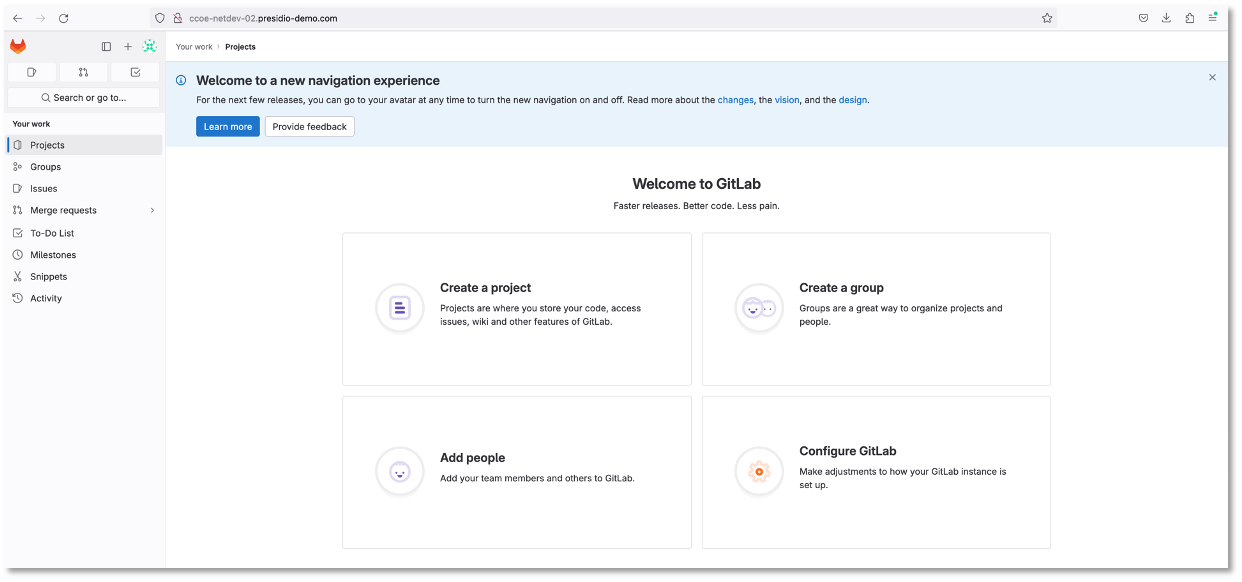 ccoe-netdev-02.presidio-demo.com
Your work › Projects
Search or go to...
Your work
Projects
Groups
Issues
Merge requests
To-Do List
Milestones
Snippets
Activity
Welcome to a new navigation experience
For the next few releases, you can go to your avatar at any time to turn the new navigation on and off. Read more about the changes, the vision, and the design.
Learn more
Provide feedback
Welcome to GitLab
Faster releases. Better code. Less pain.
Create a project
Projects are where you store your code, access
issues, wiki and other features of GitLab.
Create a group
Groups are a great way to organize projects and
people.
Add people
Add your team members and others to GitLab.
Configure GitLab
Make adjustments to how your GitLab instance is
set up.